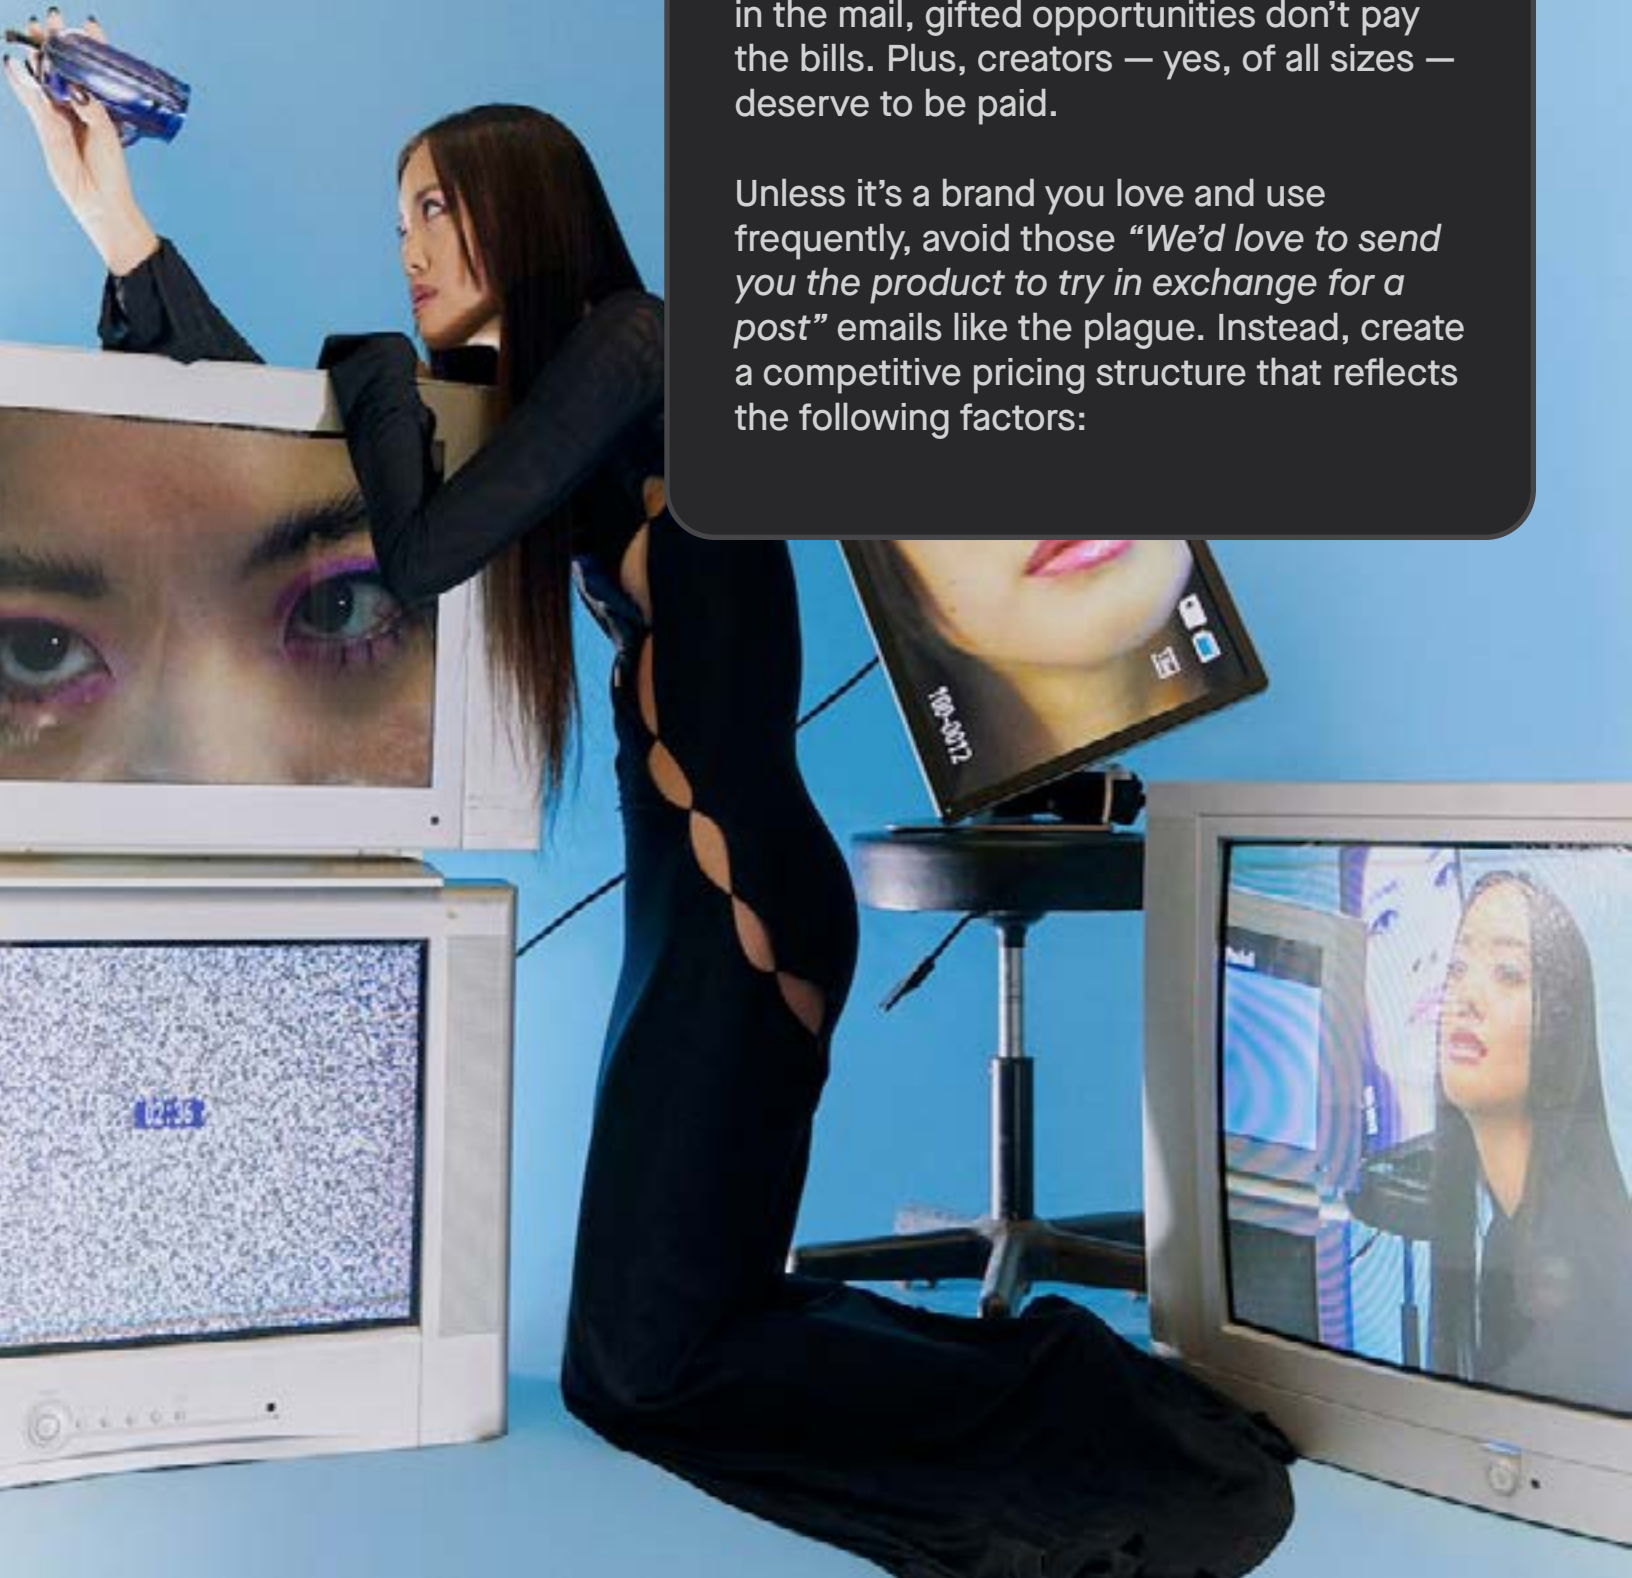 in the mail, gifted opportunities don’t pay
the bills. Plus, creators — yes, of all sizes —
deserve to be paid.
Unless it’s a brand you love and use
frequently, avoid those “We’d love to send
you the product to try in exchange for a
post” emails like the plague. Instead, create
a competitive pricing structure that reflects
the following factors:
100-0012